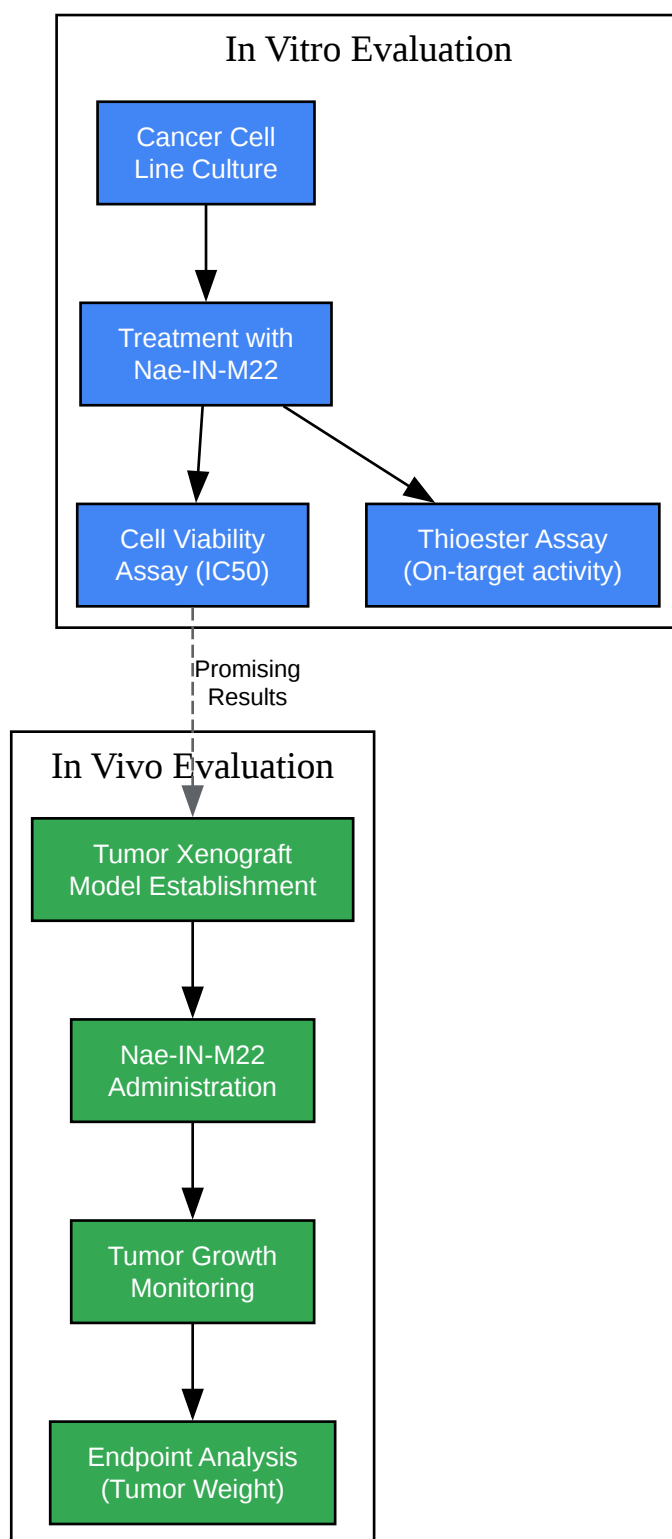 In Vitro Evaluation
Cancer Cell
Line Culture
Treatment with
Nae-IN-M22
Cell Viability
Assay (IC50)
Thioester Assay
(On-target activity)
Promising
Results
In Vivo Evaluation
Tumor Xenograft
Model Establishment
Nae-IN-M22
Administration
Tumor Growth
Monitoring
Endpoint Analysis
(Tumor Weight)